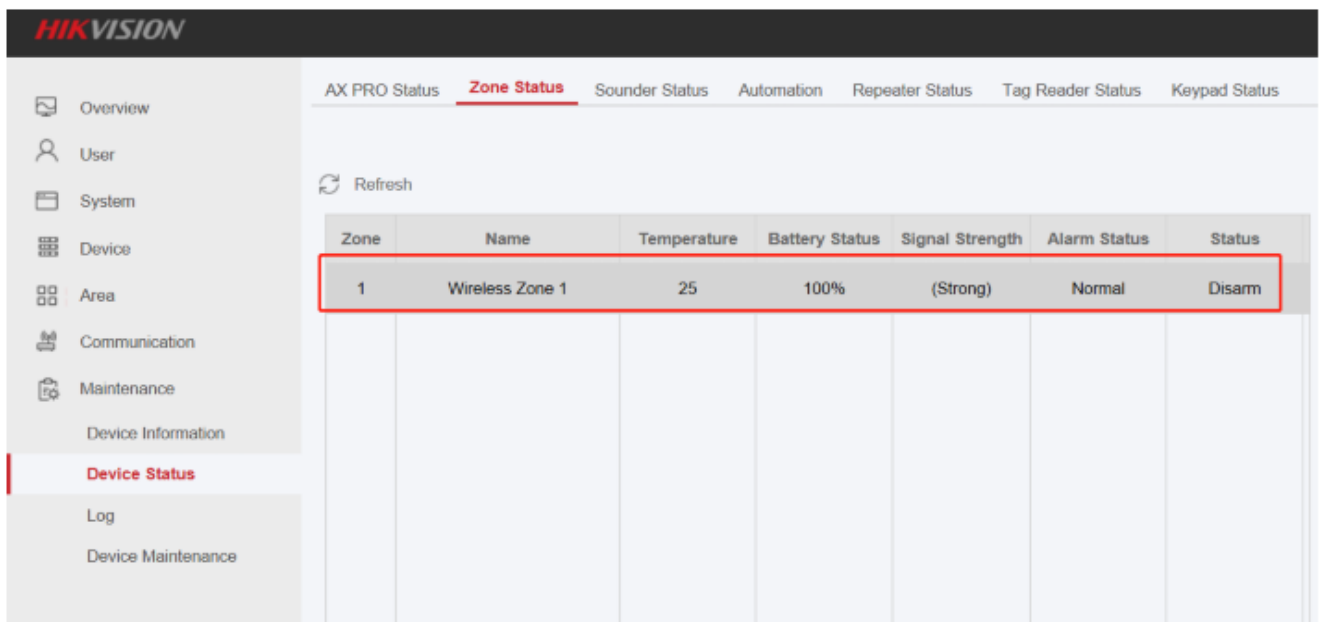 HIKVISION
AX PRO Status Zone Status Sounder Status Automation Repeater Status Tag Reader Status Keypad Status
Overview
User
System
Device
Area
Communication
Maintenance
Device Information
Device Status
Log
Device Maintenance
Refresh
Zone Name Temperature Battery Status Signal Strength Alarm Status Status
1 Wireless Zone 1 25 100% (Strong) Normal Disarm